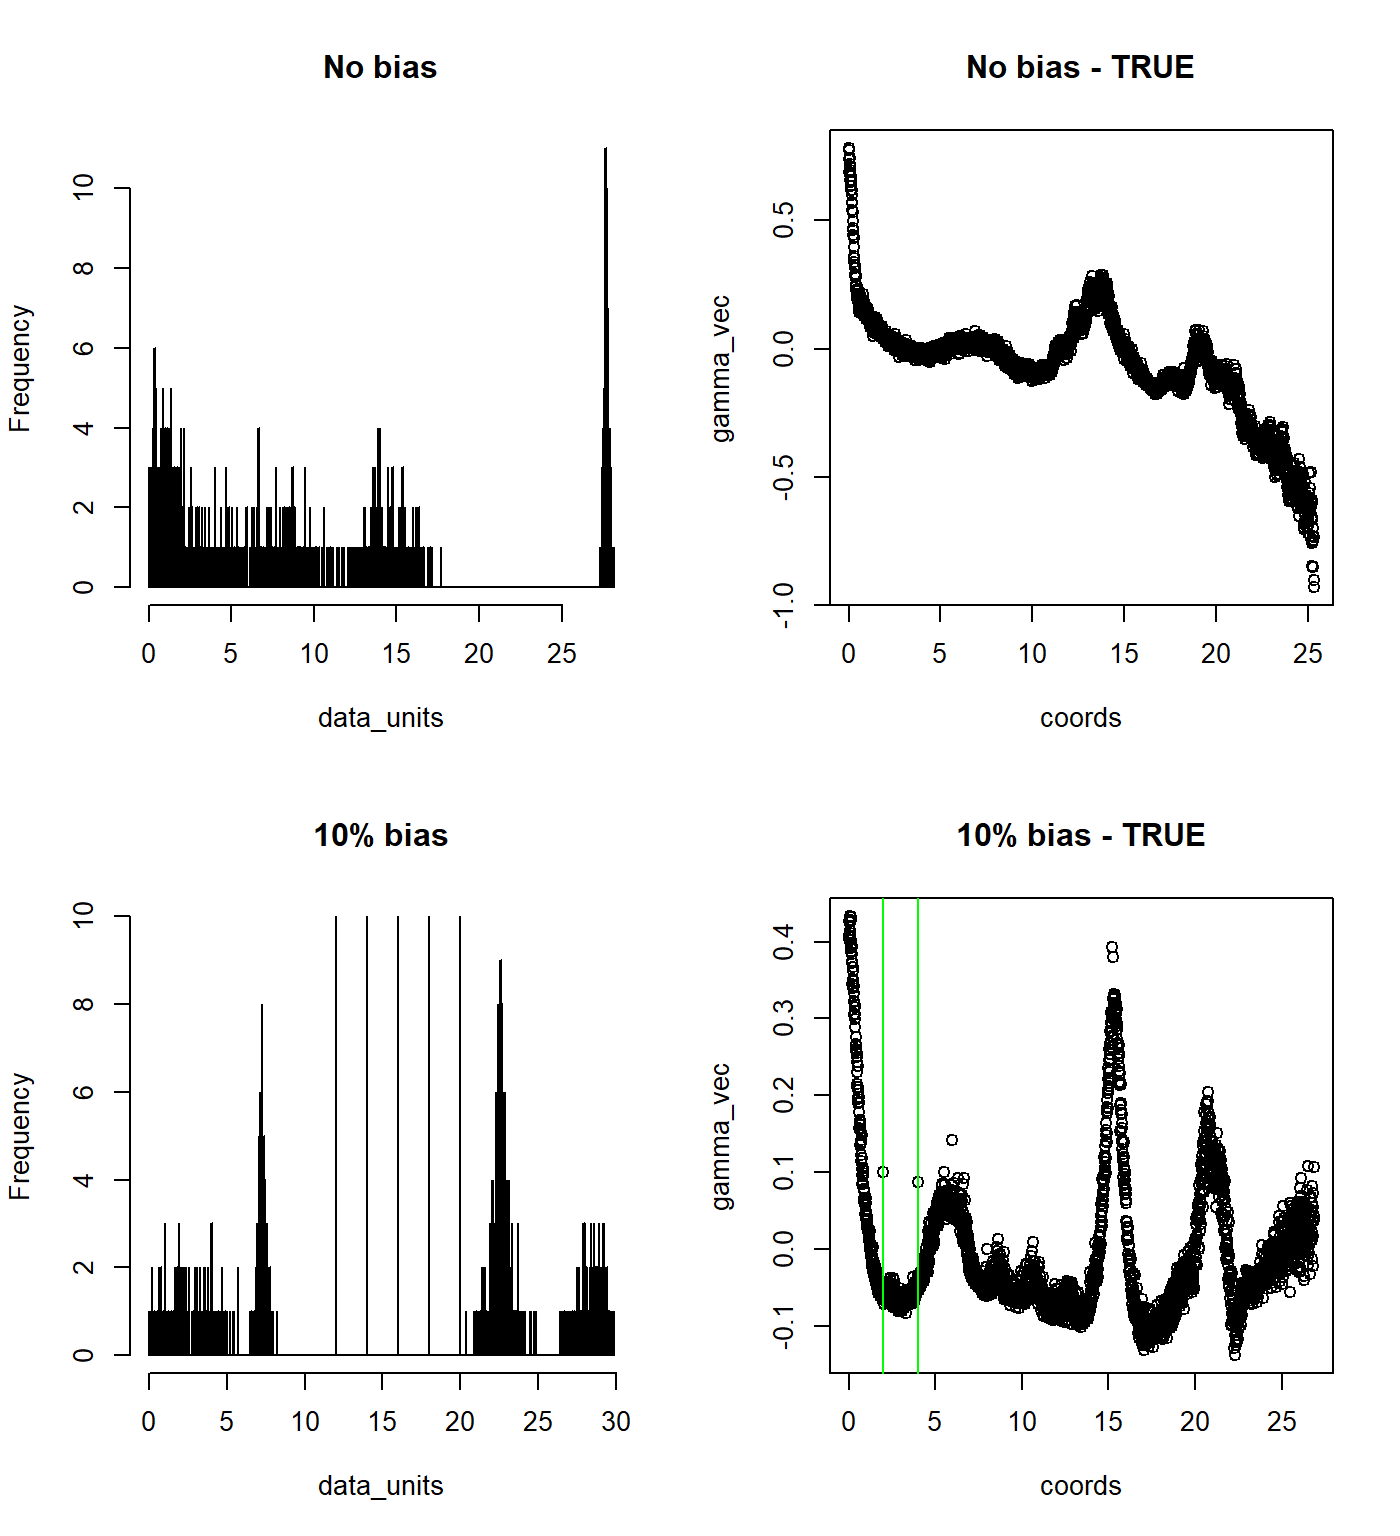 No bias
Frequency
0 2 4 6 8 10
0 5 10 15 20 25
data_units
No bias - TRUE
gamma_vec
-1.0 -0.5 0.0 0.5
0 5 10 15 20 25
coords
10% bias
Frequency
0 2 4 6 8 10
0 5 10 15 20 25 30
data_units
10% bias - TRUE
gamma_vec
-0.1 0.0 0.1 0.2 0.3 0.4
0 5 10 15 20 25
coords